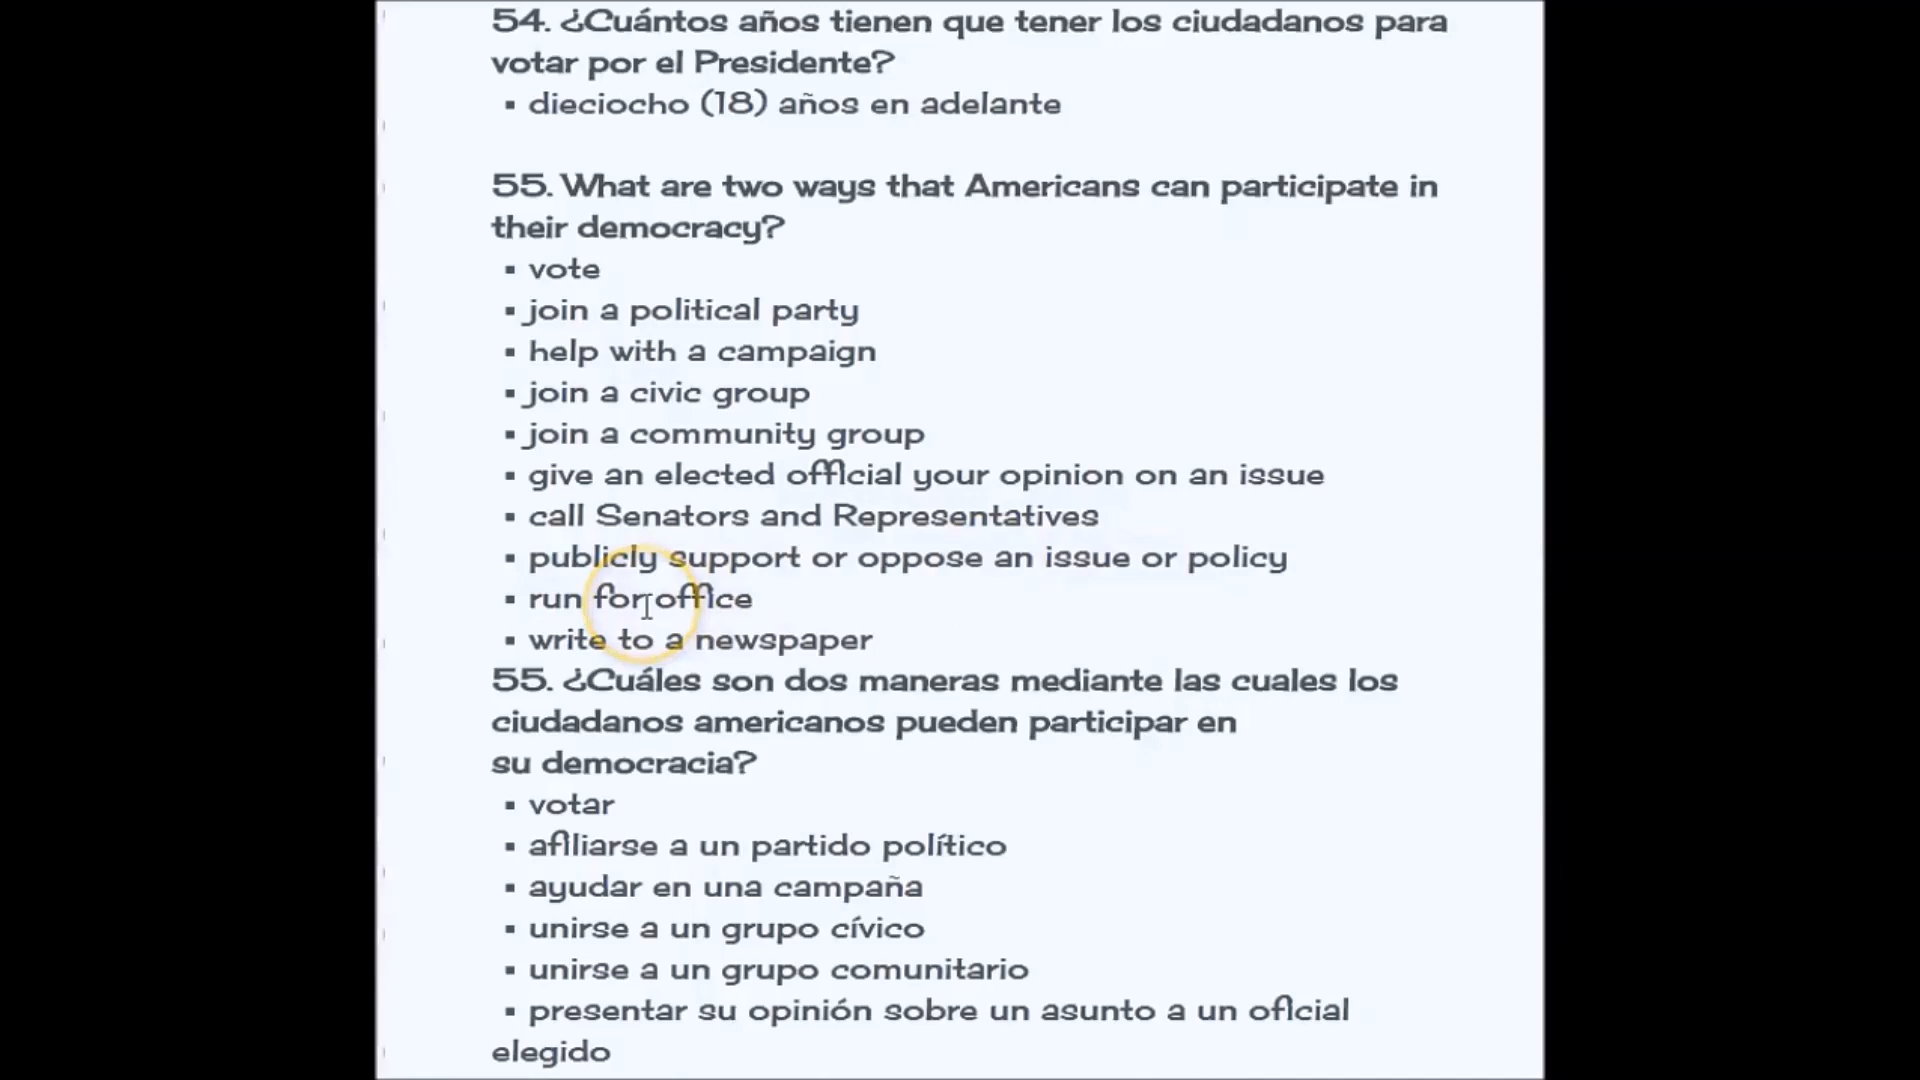 54. ¿Cuántos años tienen que tener los ciudadanos para
votar por el Presidente?
▪ dieciocho (18) años en adelante
55. What are two ways that Americans can participate in
their democracy?
▪ vote
▪ join a political party
▪ help with a campaign
▪ join a civic group
▪ join a community group
▪ give an elected official your opinion on an issue
▪ call Senators and Representatives
▪ publicly support or oppose an issue or policy
▪ run for office
▪ write to a newspaper
55. ¿Cuáles son dos maneras mediante las cuales los
ciudadanos americanos pueden participar en
su democracia?
▪ votar
▪ afiliarse a un partido político
▪ ayudar en una campaña
▪ unirse a un grupo cívico
▪ unirse a un grupo comunitario
▪ presentar su opinión sobre un asunto a un oficial
elegido